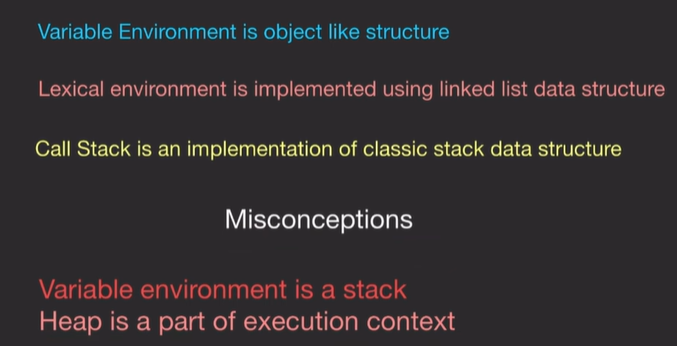 Variable Environment is object like structure
Lexical environment is implemented using linked list data structure
Call Stack is an implementation of classic stack data structure
Misconceptions
Variable environment is a stack
Heap is a part of execution context